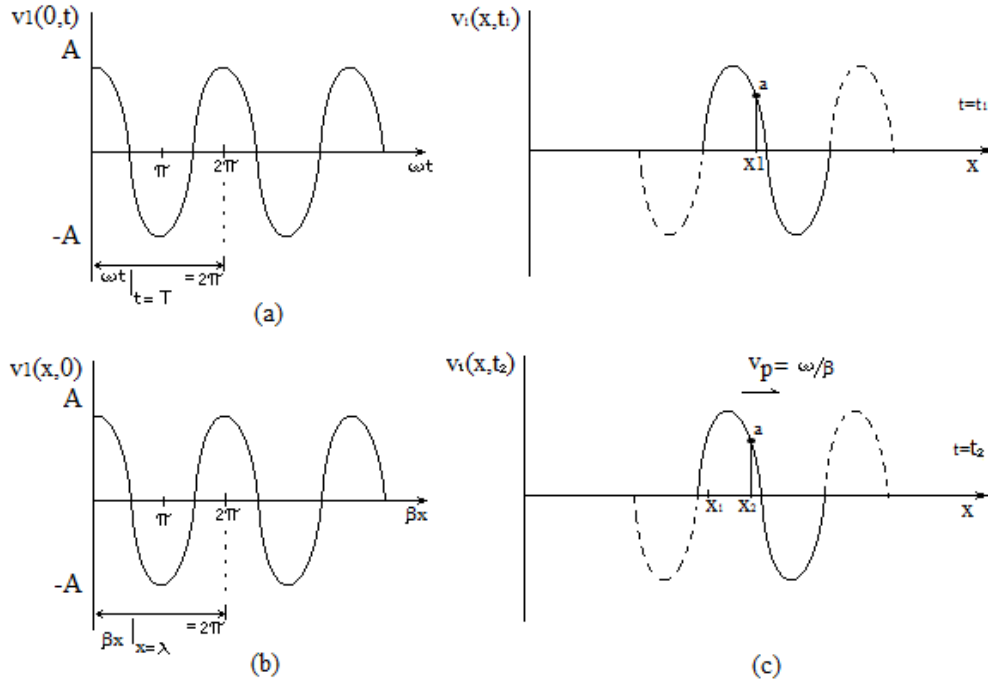 v1(0,t)
A
π
2π
ωt
-A
ωt|t=T =2π
(a)
v₁(x,t₁)
a
t=t₁
x1
x
v1(x,0)
A
π
2π
βx
-A
βx|x=λ =2π
(b)
v₁(x,t₂)
vp= ω/β
a
t=t₂
x₁
x₂
x
(c)